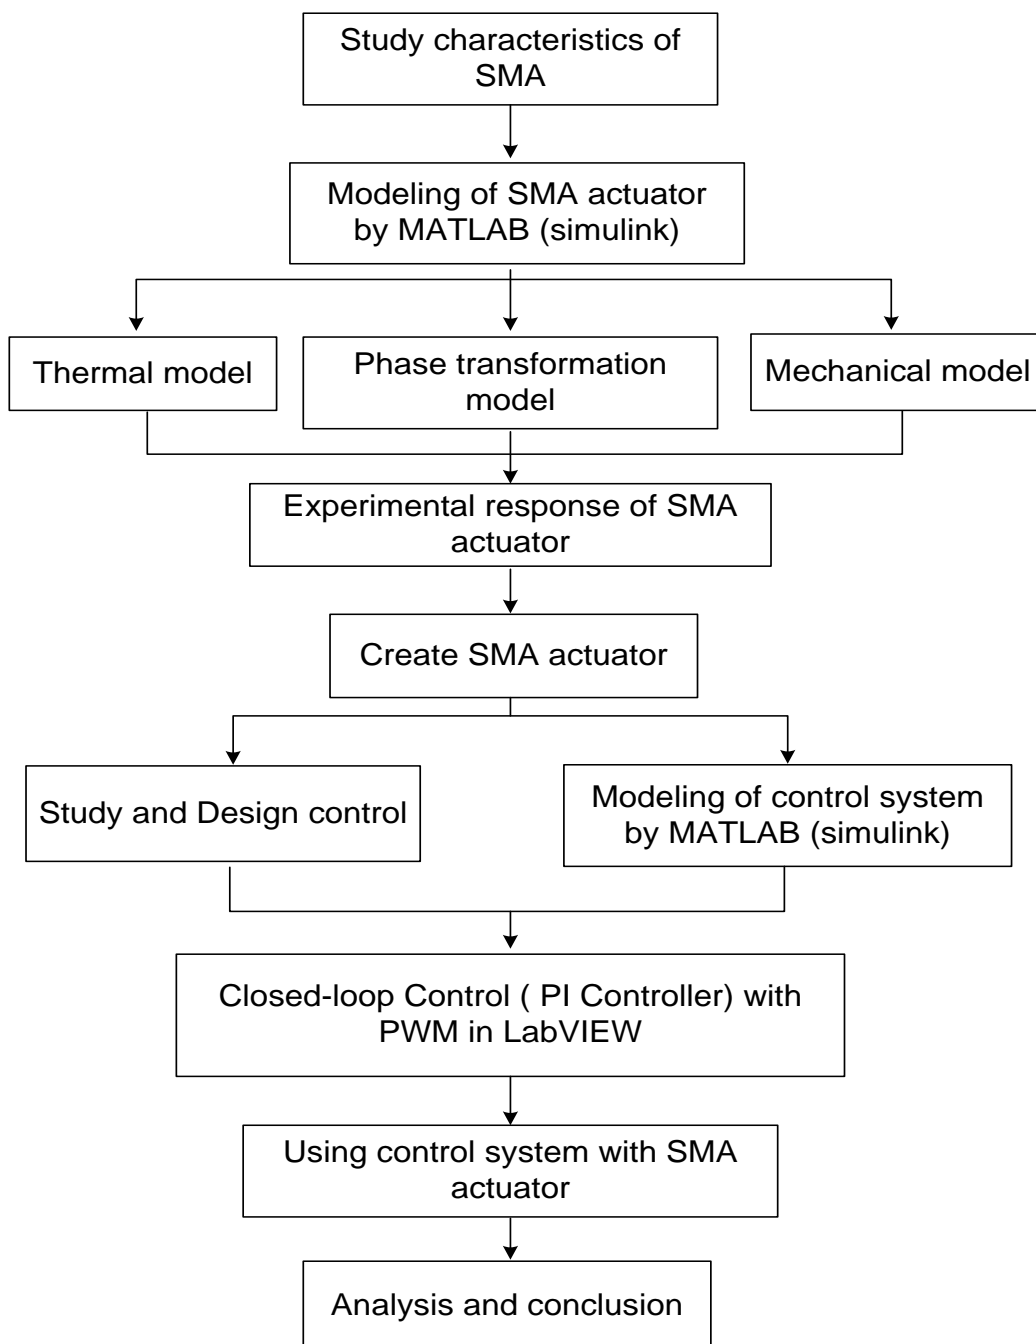 Study characteristics of
SMA
Modeling of SMA actuator
by MATLAB (simulink)
Thermal model
Phase transformation
model
Mechanical model
Experimental response of SMA
actuator
Create SMA actuator
Study and Design control
Modeling of control system
by MATLAB (simulink)
Closed-loop Control ( PI Controller) with
PWM in LabVIEW
Using control system with SMA
actuator
Analysis and conclusion